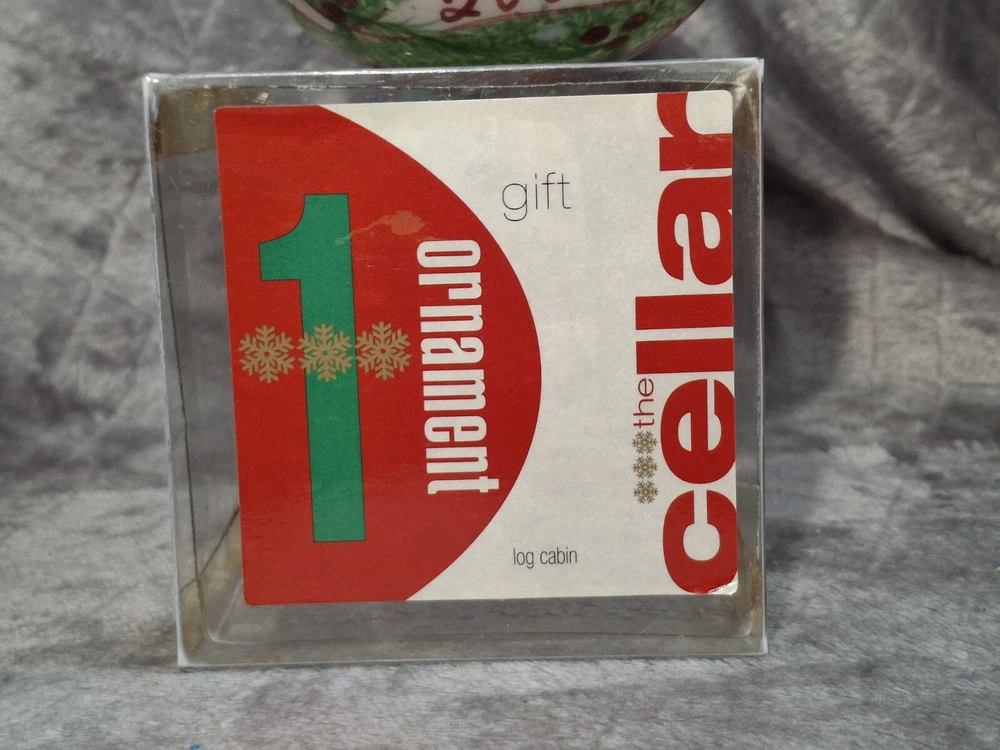 1
ornament
gift
log cabin
the
cellar